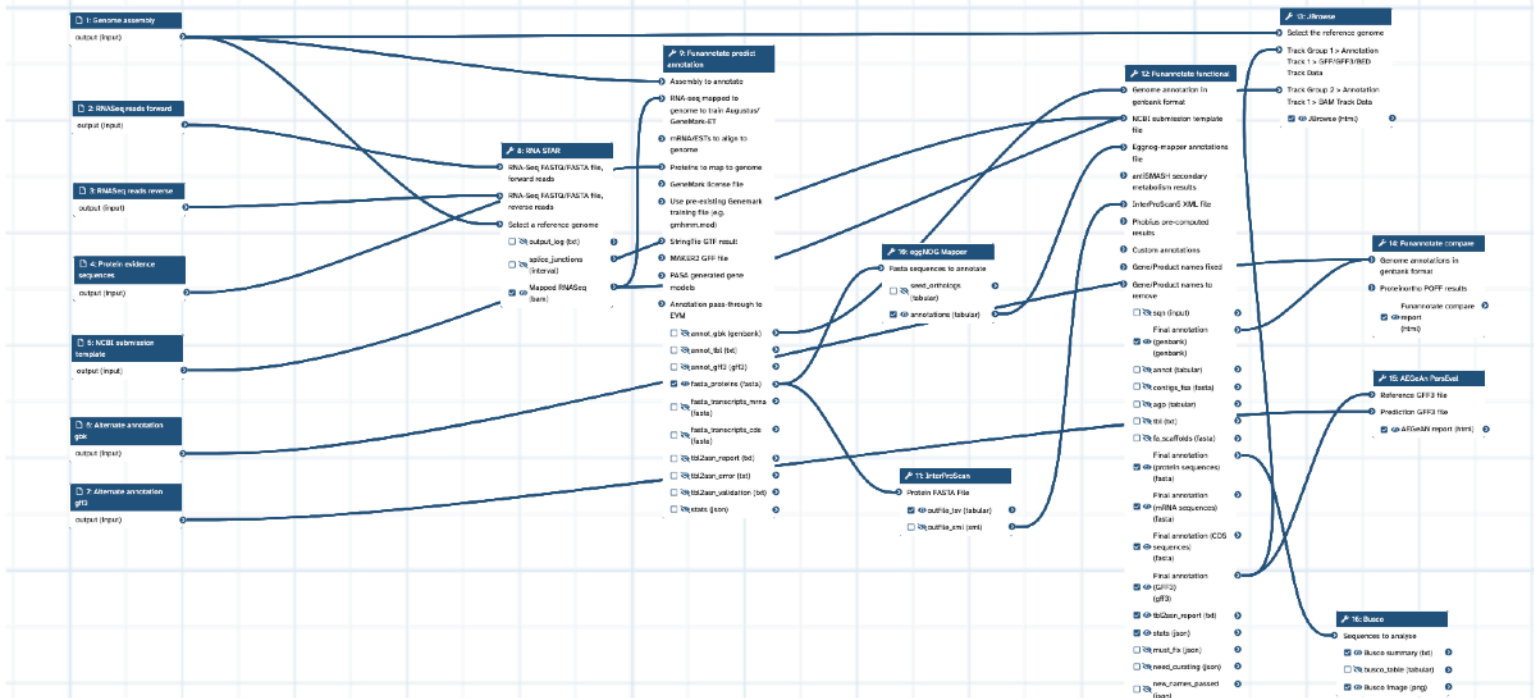 1: Genome assembly
output (input)
2: RNASeq reads forward
output (input)
3: RNASeq reads reverse
output (input)
4: Protein evidence
sequences
output (input)
5: NCBI submission
template
output (input)
6: Alternate annotation
gbk
output (input)
7: Alternate annotation
gff3
output (input)
8: RNA STAR
RNA-Seq FASTQ/FASTA file,
forward reads
RNA-Seq FASTQ/FASTA file,
reverse reads
Select a reference genome
output_log (txt)
splice_junctions
(interval)
Mapped RNASeq
(bam)
9: Funannotate predict
annotation
Assembly to annotate
RNA-seq mapped to
genome to train Augustus/
GeneMark-ET
mRNA/ESTs to align to
genome
Proteins to map to genome
GeneMark license file
Use pre-existing Genemark
training file (e.g.
gmhmm.mod)
StringTie GTF result
MAKER2 GFF file
PASA generated gene
models
Annotation pass-through to
EVM
annot_gbk (genbank)
annot_tbl (txt)
annot_gff3 (gff3)
fasta_proteins (fasta)
fasta_transcripts_mrna
(fasta)
fasta_transcripts_cds
(fasta)
tbl2asn_report (txt)
tbl2asn_error (txt)
tbl2asn_validation (txt)
stats (json)
10: eggNOG Mapper
Fasta sequences to annotate
seed_orthologs
(tabular)
annotations (tabular)
11: InterProScan
Protein FASTA File
outfile_tsv (tabular)
outfile_xml (xml)
12: Funannotate functional
Genome annotation in
genbank format
NCBI submission template
file
Eggnog-mapper annotations
file
antiSMASH secondary
metabolism results
InterProScan5 XML file
Phobius pre-computed
results
Custom annotations
Gene/Product names fixed
Gene/Product names to
remove
sqn (input)
Final annotation
(genbank)
(genbank)
annot (tabular)
contigs_fsa (fasta)
agp (tabular)
tbl (txt)
fa_scaffolds (fasta)
Final annotation
(protein sequences)
(fasta)
Final annotation
(mRNA sequences)
(fasta)
Final annotation (CDS
sequences)
(fasta)
Final annotation
(GFF3)
(gff3)
tbl2asn_report (txt)
stats (json)
must_fix (json)
need_curating (json)
new_names_passed
(json)
13: JBrowse
Select the reference genome
Track Group 1 > Annotation
Track 1 > GFF/GFF3/BED
Track Data
Track Group 2 > Annotation
Track 1 > BAM Track Data
JBrowse (html)
14: Funannotate compare
Genome annotations in
genbank format
Proteinortho POFF results
Funannotate compare
report
(html)
15: AEGeAn ParsEval
Reference GFF3 file
Prediction GFF3 file
AEGeAN report (html)
16: Busco
Sequences to analyse
Busco summary (txt)
busco_table (tabular)
Busco image (png)